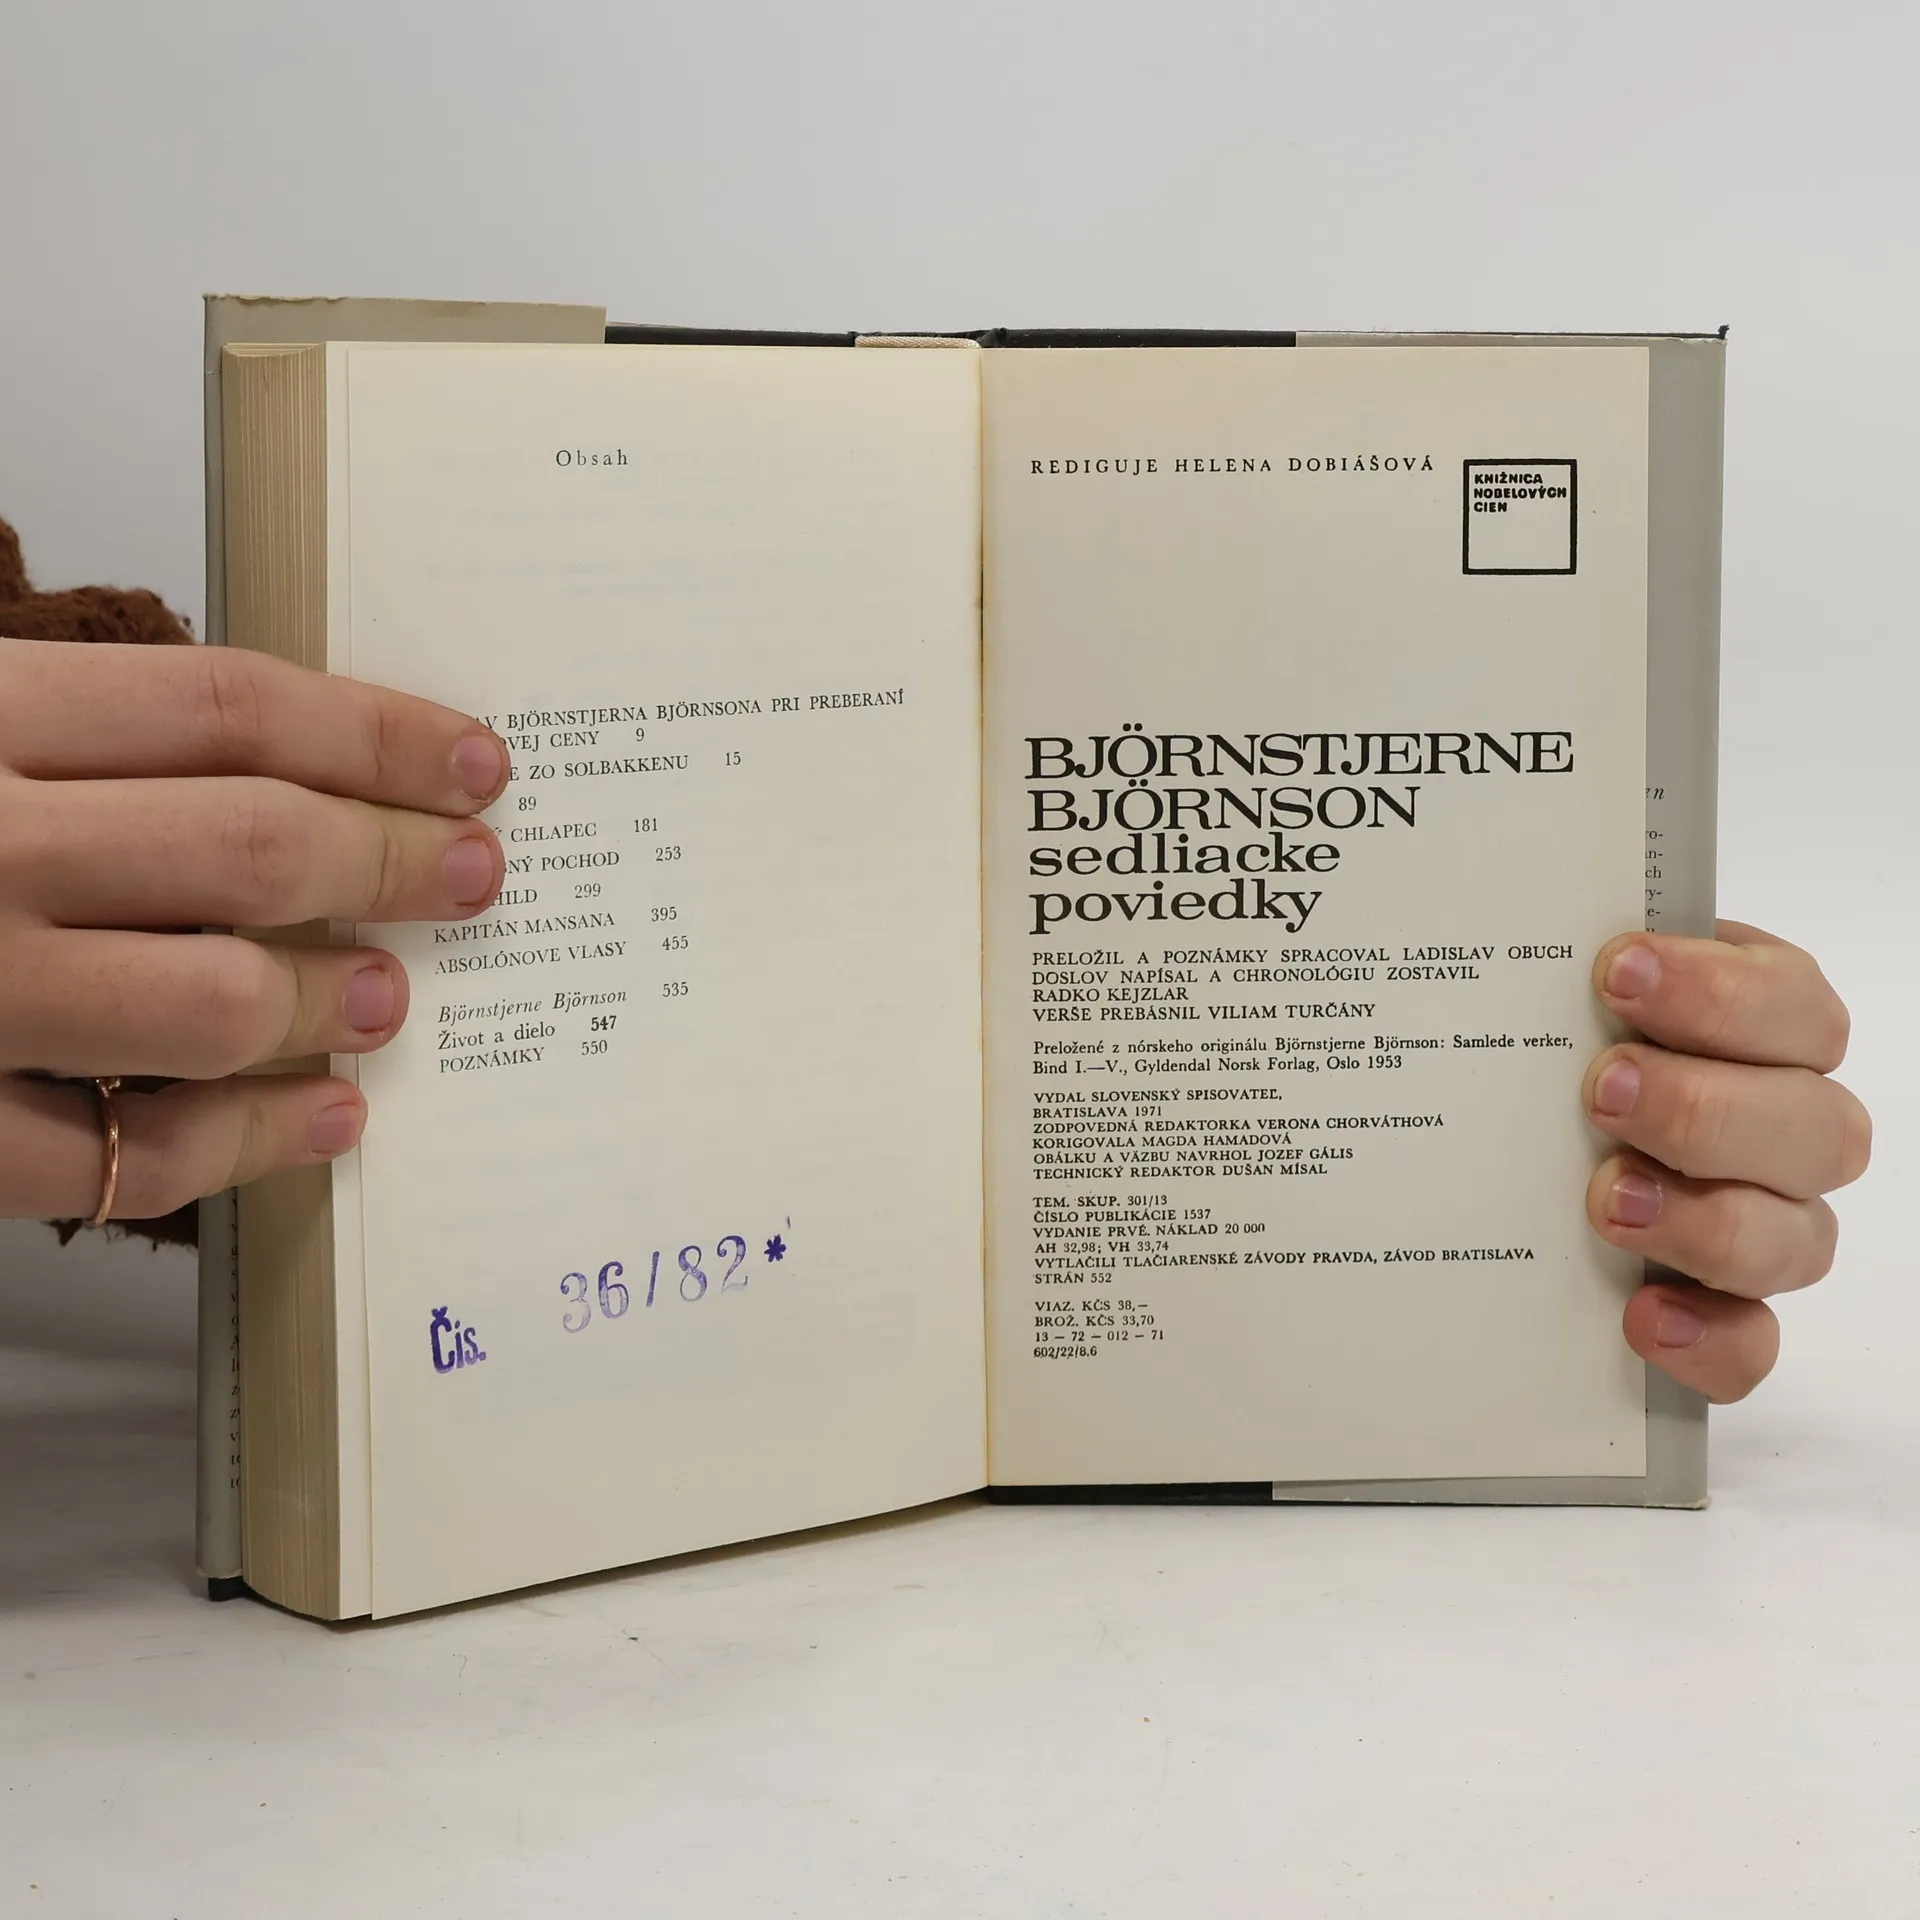 Obsah
BJÖRNSTJERNA BJÖRNSONA PRI PREBERANÍ
CENY 9
ZO SOLBAKKENU 15
89
CHLAPEC 181
POCHOD 253
299
KAPITÁN MANSANA 395
ABSOLÓNOVE VLASY 455
Björnstjerne Björnson 535
Život a dielo 547
POZNÁMKY 550
Čís. 36/82*
REDIGUJE HELENA DOBIÁŠOVÁ
KNIŽNICA
NOBELOVÝCH
CIEN
BJÖRNSTJERNE
BJÖRNSON
sedliacke
poviedky
PRELOŽIL A POZNÁMKY SPRACOVAL LADISLAV OBUCH
DOSLOV NAPÍSAL A CHRONOLÓGIU ZOSTAVIL
RADKO KEJZLAR
VERŠE PREBÁSNIL VILIAM TURČÁNY
Preložené z nórskeho originálu Björnstjerne Björnson: Samlede verker,
Bind I.—V., Gyldendal Norsk Forlag, Oslo 1953
VYDAL SLOVENSKÝ SPISOVATEĽ,
BRATISLAVA 1971
ZODPOVEDNÁ REDAKTORKA VERONA CHORVÁTHOVÁ
KORIGOVALA MAGDA HAMADOVÁ
OBÁLKU A VÄZBU NAVRHOL JOZEF GÁLIS
TECHNICKÝ REDAKTOR DUŠAN MÍSAL
TEM. SKUP. 301/13
ČÍSLO PUBLIKÁCIE 1537
VYDANIE PRVÉ. NÁKLAD 20 000
AH 32,98; VH 33,74
VYTLAČILI TLAČIARENSKÉ ZÁVODY PRAVDA, ZÁVOD BRATISLAVA
STRÁN 552
VIAZ. KČS 38,—
BROŽ. KČS 33,70
13 — 72 — 012 — 71
602/22/8.6